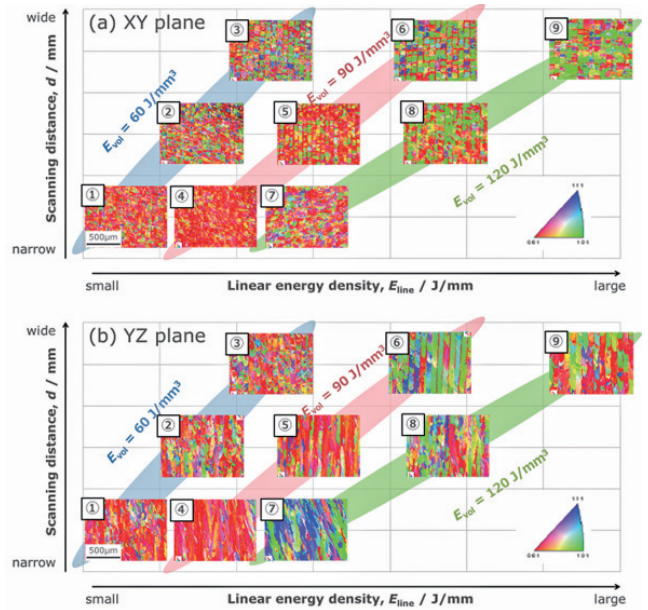 (a) XY plane
wide
Scanning distance, d / mm
narrow
③
⑥
⑨
②
⑤
⑧
①
④
⑦
Evol = 60 J/mm³
Evol = 90 J/mm³
Evol = 120 J/mm³
500μm
111
001
101
small
Linear energy density, Eline / J/mm
large
(b) YZ plane
wide
Scanning distance, d / mm
narrow
③
⑥
⑨
②
⑤
⑧
①
④
⑦
Evol = 60 J/mm³
Evol = 90 J/mm³
Evol = 120 J/mm³
500μm
111
001
101
small
Linear energy density, Eline / J/mm
large